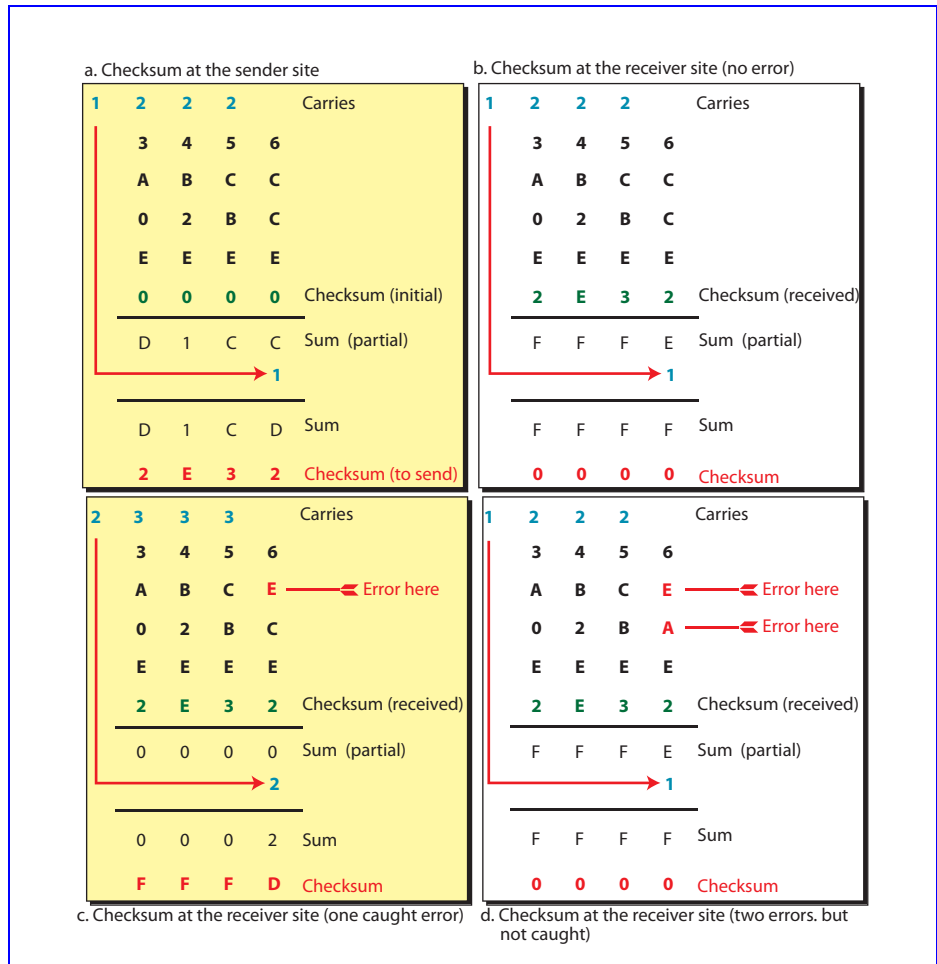 a. Checksum at the sender site
1 2 2 2 Carries
3 4 5 6
A B C C
0 2 B C
E E E E
0 0 0 0 Checksum (initial)
D 1 C C Sum (partial)
1
D 1 C D Sum
2 E 3 2 Checksum (to send)
b. Checksum at the receiver site (no error)
1 2 2 2 Carries
3 4 5 6
A B C C
0 2 B C
E E E E
2 E 3 2 Checksum (received)
F F F E Sum (partial)
1
F F F F Sum
0 0 0 0 Checksum
2 3 3 3 Carries
3 4 5 6
A B C E Error here
0 2 B C
E E E E
2 E 3 2 Checksum (received)
0 0 0 0 Sum (partial)
2
0 0 0 2 Sum
F F F D Checksum
c. Checksum at the receiver site (one caught error)
1 2 2 2 Carries
3 4 5 6
A B C E Error here
0 2 B A Error here
E E E E
2 E 3 2 Checksum (received)
F F F E Sum (partial)
1
F F F F Sum
0 0 0 0 Checksum
d. Checksum at the receiver site (two errors. but
not caught)